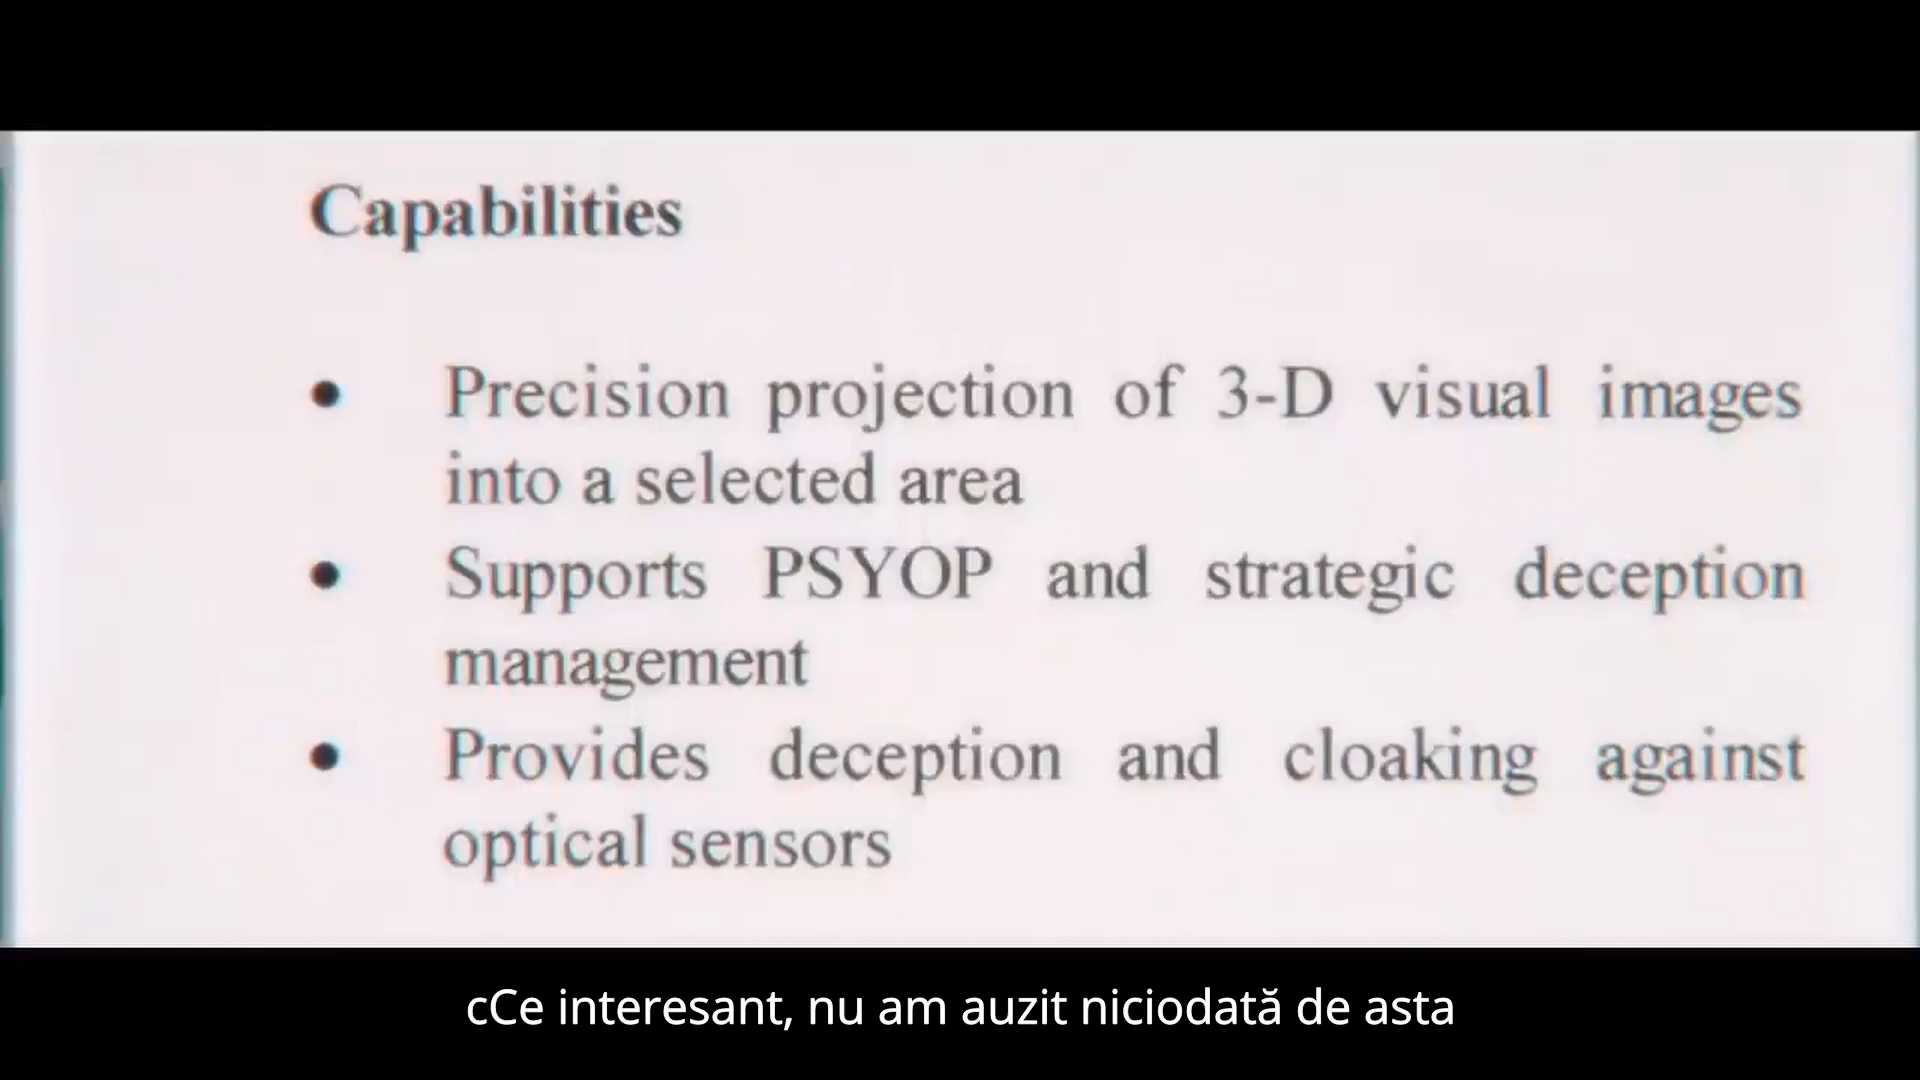 Capabilities
• Precision projection of 3-D visual images
into a selected area
• Supports PSYOP and strategic deception
management
• Provides deception and cloaking against
optical sensors
cCe interesant, nu am auzit niciodată de asta